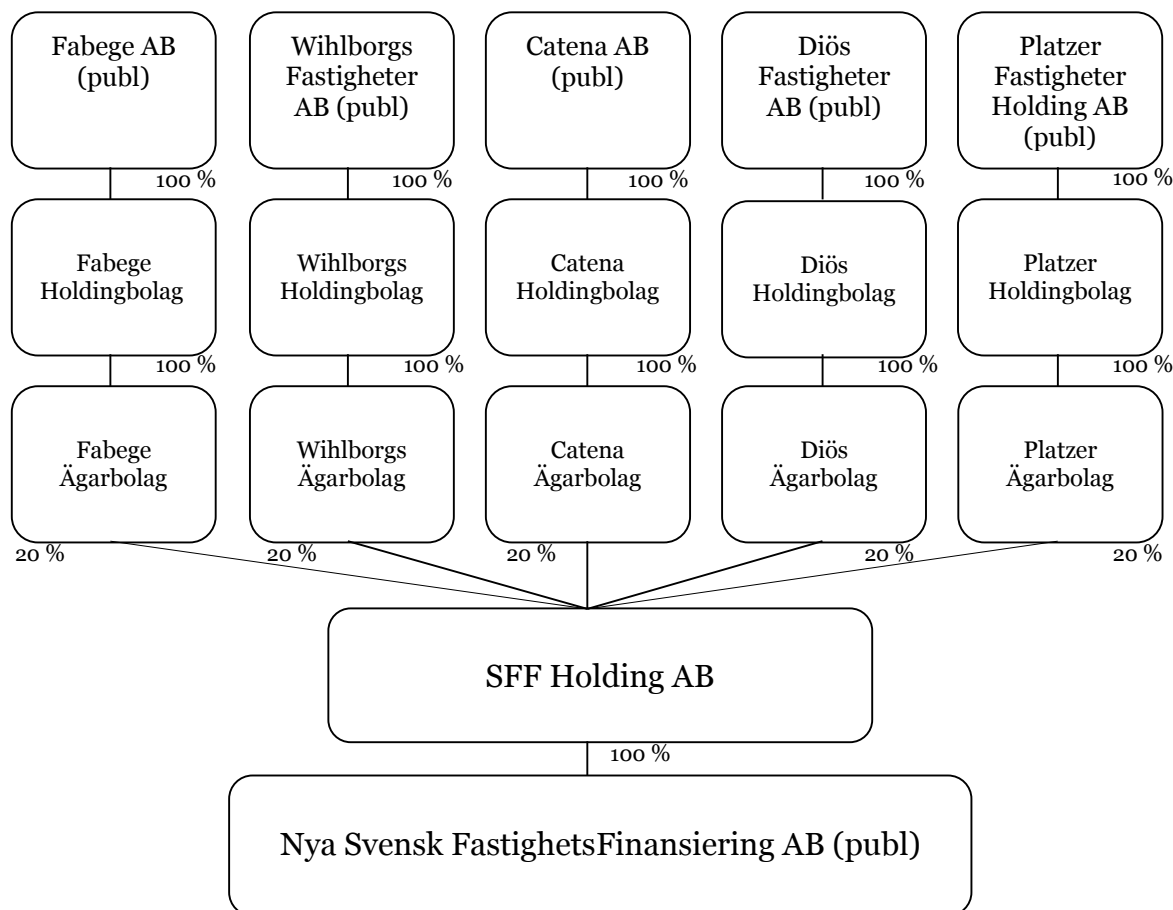 Fabege AB
(publ)
Wihlborgs
Fastigheter
AB (publ)
Catena AB
(publ)
Diös
Fastigheter
AB (publ)
Platzer
Fastigheter
Holding AB
(publ)
100 %
100 %
100 %
100 %
100 %
Fabege
Holdingbolag
Wihlborgs
Holdingbolag
Catena
Holdingbolag
Diös
Holdingbolag
Platzer
Holdingbolag
100 %
100 %
100 %
100 %
100 %
Fabege
Ägarbolag
Wihlborgs
Ägarbolag
Catena
Ägarbolag
Diös
Ägarbolag
Platzer
Ägarbolag
20 %
20 %
20 %
20 %
20 %
SFF Holding AB
100 %
Nya Svensk FastighetsFinansiering AB (publ)